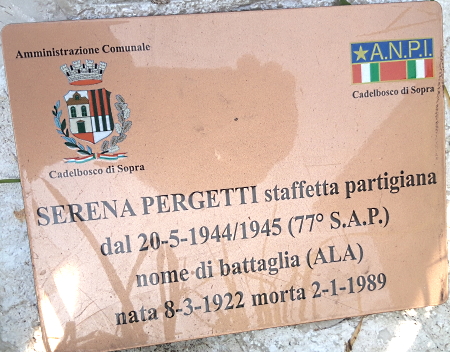 Amministrazione Comunale
Cadelbosco di Sopra
★A.N.P.I.
Cadelbosco di Sopra
SERENA PERGETTI staffetta partigiana
dal 20-5-1944/1945 (77° S.A.P.)
nome di battaglia (ALA)
nata 8-3-1922 morta 2-1-1989